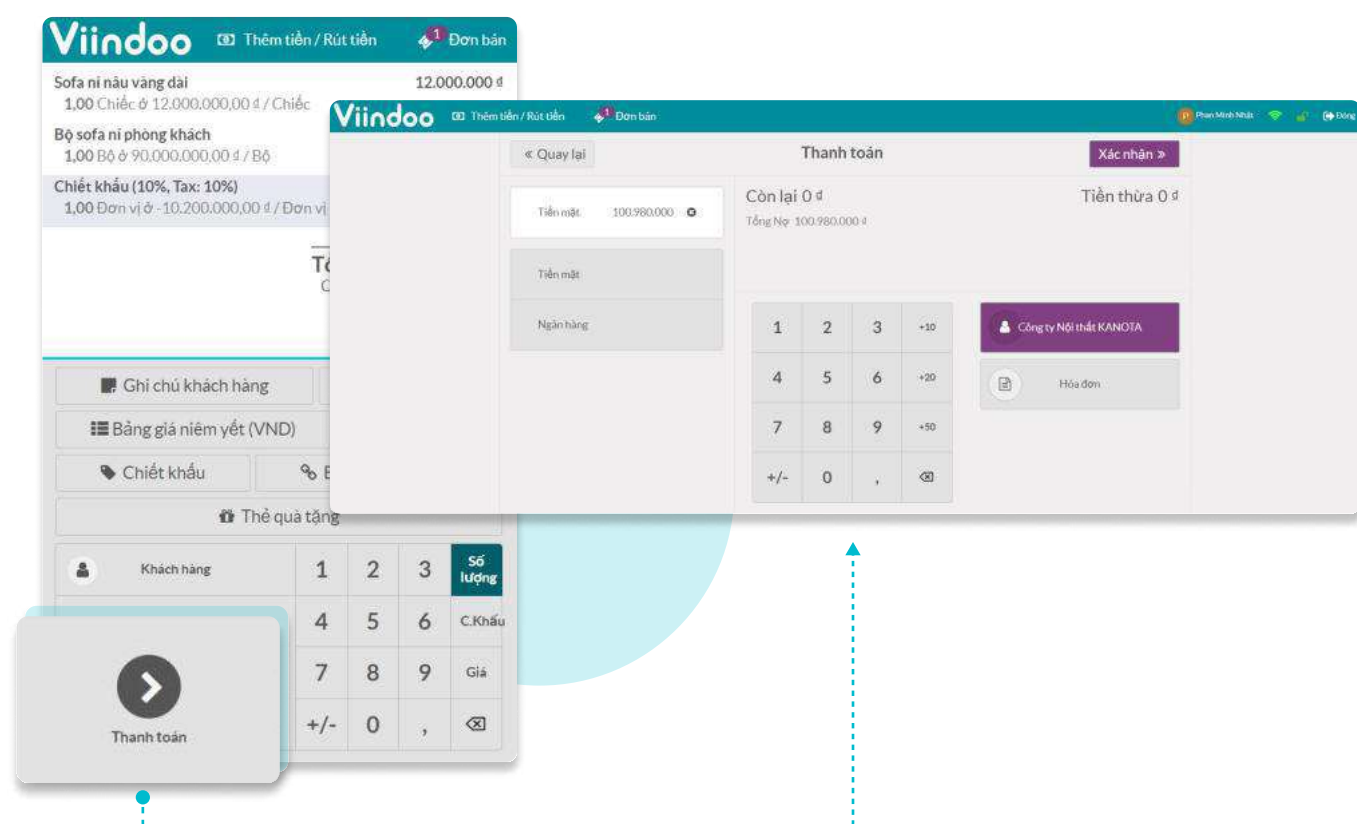 Viindoo Thêm tiền / Rút tiền 1 Đơn bán
Sofa nỉ nâu vàng dài 12.000.000 đ
1,00 Chiếc ở 12.000.000,00 đ / Chiếc
Bộ sofa nỉ phòng khách
1,00 Bộ ở 90.000.000,00 đ / Bộ
Chiết khấu (10%, Tax: 10%)
1,00 Đơn vị ở -10.200.000,00 đ / Đơn vị
Ghi chú khách hàng
Bảng giá niêm yết (VND)
Chiết khấu
Thẻ quà tặng
Khách hàng 1 2 3 Số lượng
4 5 6 C.Khấu
7 8 9 Giá
+/- 0 ,
Thanh toán
Viindoo Thêm tiền / Rút tiền 1 Đơn bán Phan Minh Nhật Đóng
« Quay lại Thanh toán Xác nhận »
Tiền mặt 100.980.000
Còn lại 0 đ Tiền thừa 0 đ
Tổng Nợ 100.980.000 đ
Tiền mặt
Ngân hàng
1 2 3 +10
4 5 6 +20
7 8 9 +50
+/- 0 ,
Công ty Nội thất KANOTA
Hóa đơn